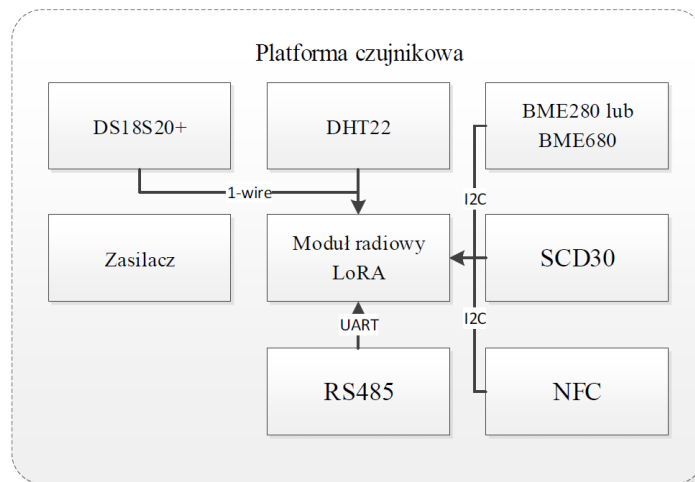 Platforma czujnikowa
DS18S20+
DHT22
BME280 lub
BME680
1-wire
I2C
Zasilacz
Moduł radiowy
LoRA
SCD30
UART
I2C
RS485
NFC